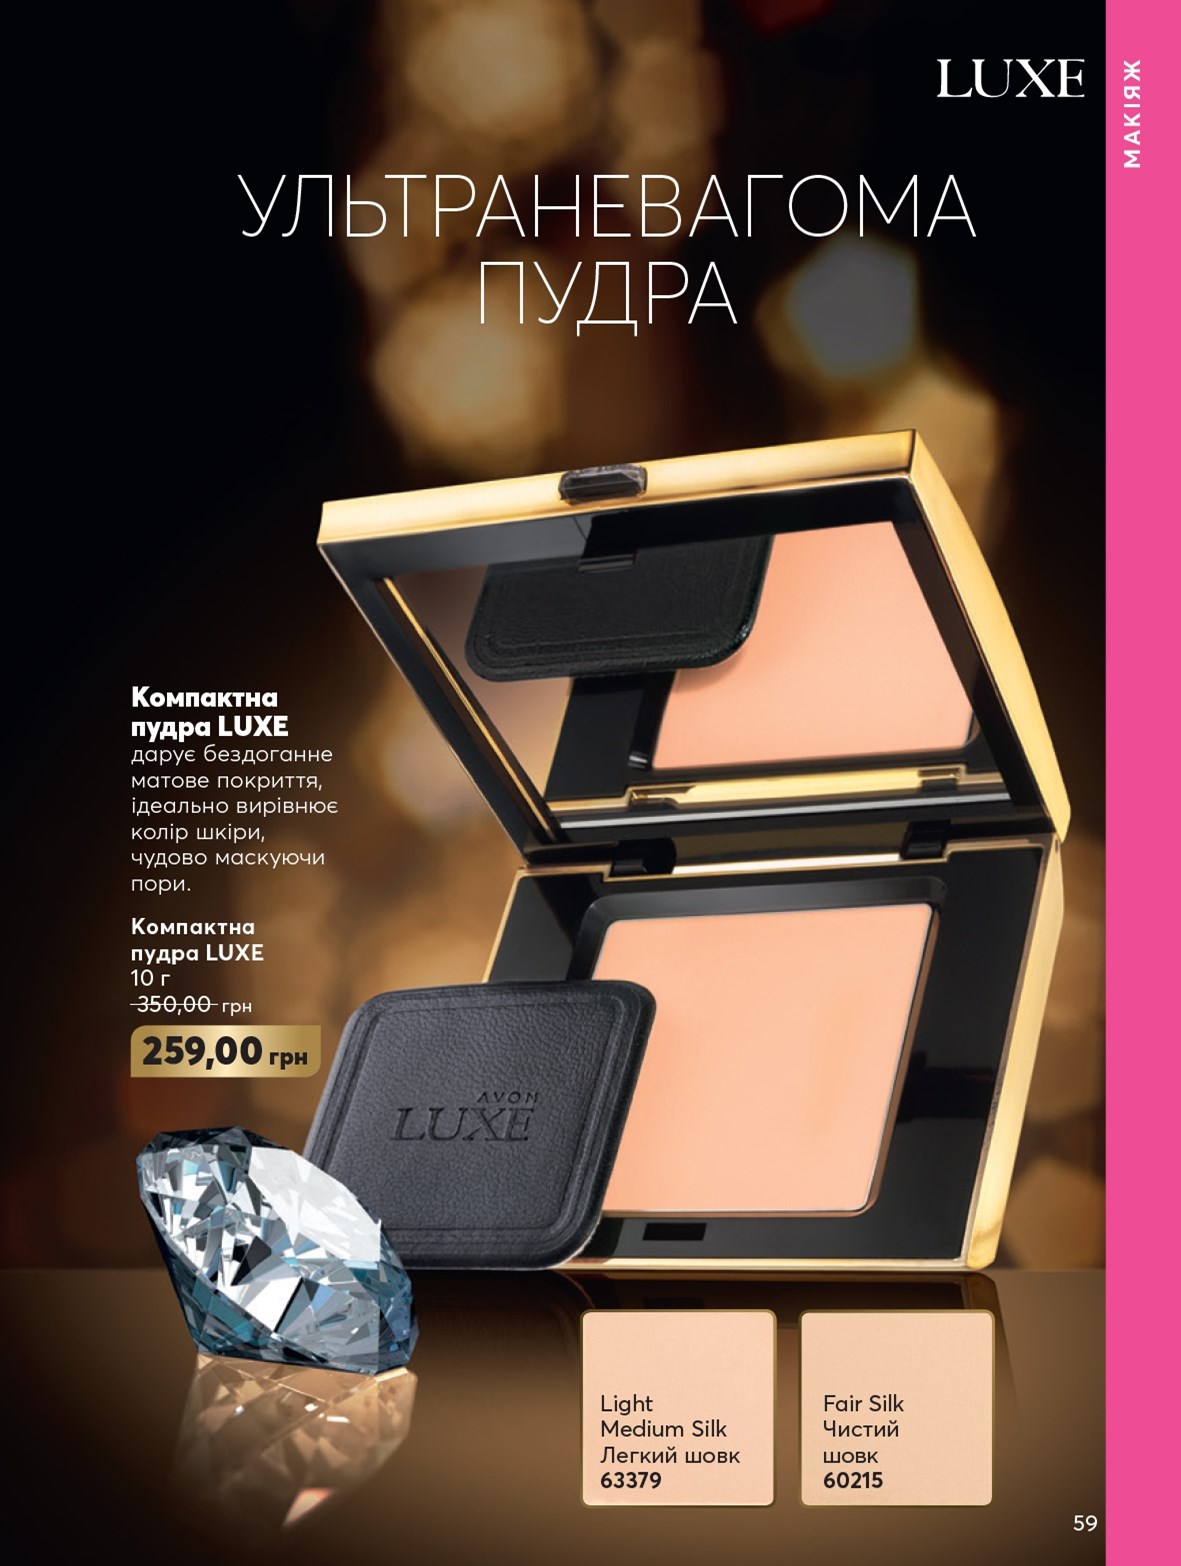 LUXE
МАКІЯЖ
УЛЬТРАНЕВАГОМА
ПУДРА
Компактна
пудра LUXE
дарує бездоганне
матове покриття,
ідеально вирівнює
колір шкіри,
чудово маскуючи
пори.
Компактна
пудра LUXE
10 г
350,00 грн
259,00 грн
AVON
LUXE
Light
Medium Silk
Легкий шовк
63379
Fair Silk
Чистий
шовк
60215
59